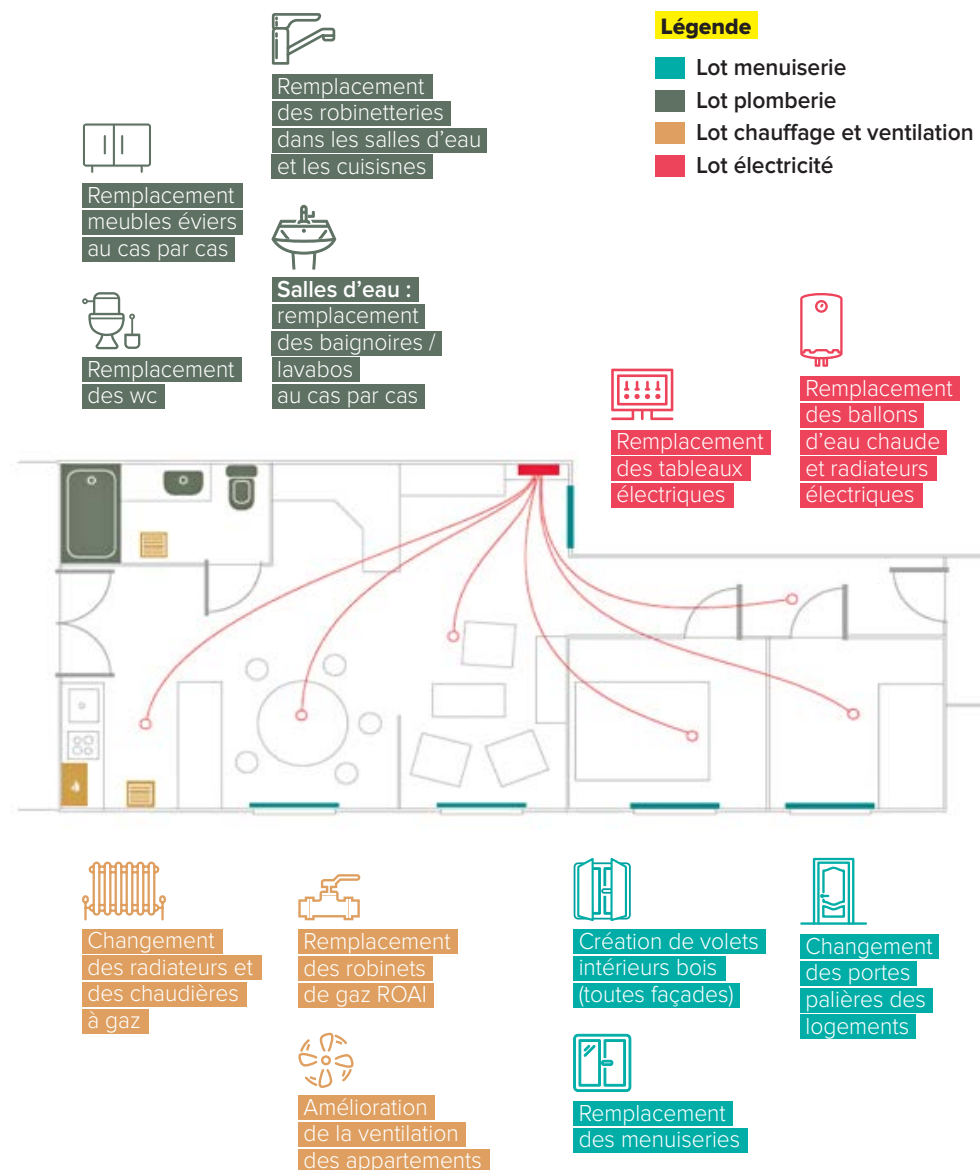 Légende
Lot menuiserie
Lot plomberie
Lot chauffage et ventilation
Lot électricité
Remplacement
des robinetteries
dans les salles d'eau
et les cuisisnes
Remplacement
meubles éviers
au cas par cas
Salles d'eau :
remplacement
des baignoires /
lavabos
au cas par cas
Remplacement
des wc
Remplacement
des tableaux
électriques
Remplacement
des ballons
d'eau chaude
et radiateurs
électriques
Changement
des radiateurs et
des chaudières
à gaz
Remplacement
des robinets
de gaz ROAI
Amélioration
de la ventilation
des appartements
Création de volets
intérieurs bois
(toutes façades)
Changement
des portes
palières des
logements
Remplacement
des menuiseries